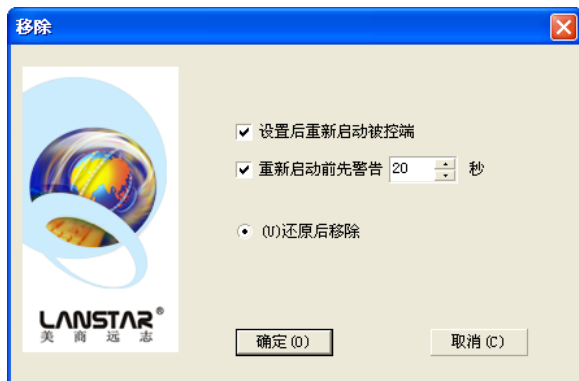 移除
设置后重新启动被控端
重新启动前先警告 20 秒
(U)还原后移除
LANSTAR®
美商远志
确定(O)
取消(C)